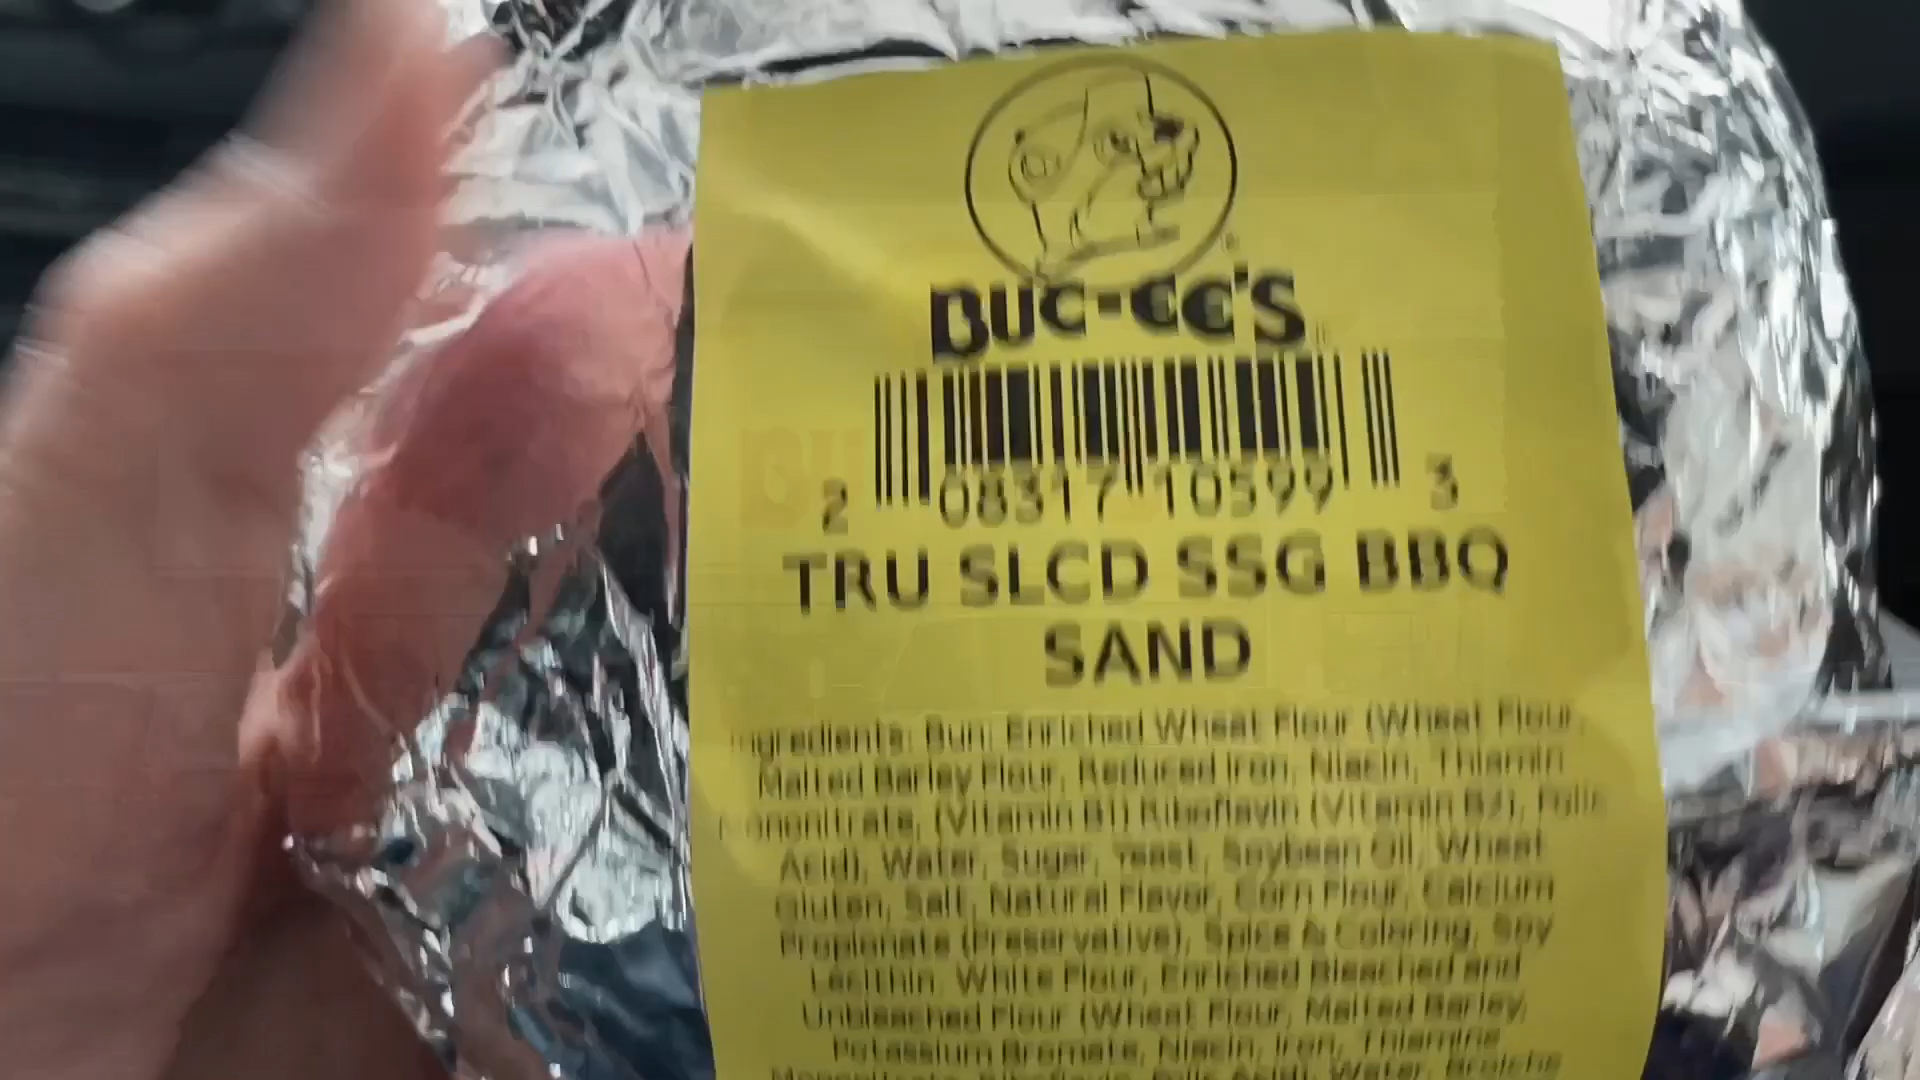 BUC-EE'S
2 08317 10599 3
TRU SLCD SSG BBQ
SAND
Ingredients: Bun: Enriched Wheat Flour (Wheat Flour,
Malted Barley Flour, Reduced Iron, Niacin, Thiamin
Mononitrate, (Vitamin B1) Riboflavin (Vitamin B2), Folic
Acid), Water, Sugar, Yeast, Soybean Oil, Wheat
Gluten, Salt, Natural Flavor, Corn Flour, Calcium
Propionate (Preservative), Spice & Coloring, Soy
Lecithin, White Flour, Enriched Bleached and
Unbleached Flour (Wheat Flour, Malted Barley,
Potassium Bromate, Niacin, Iron, Thiamine
Mononitrate, Riboflavin, Folic Acid), Water,